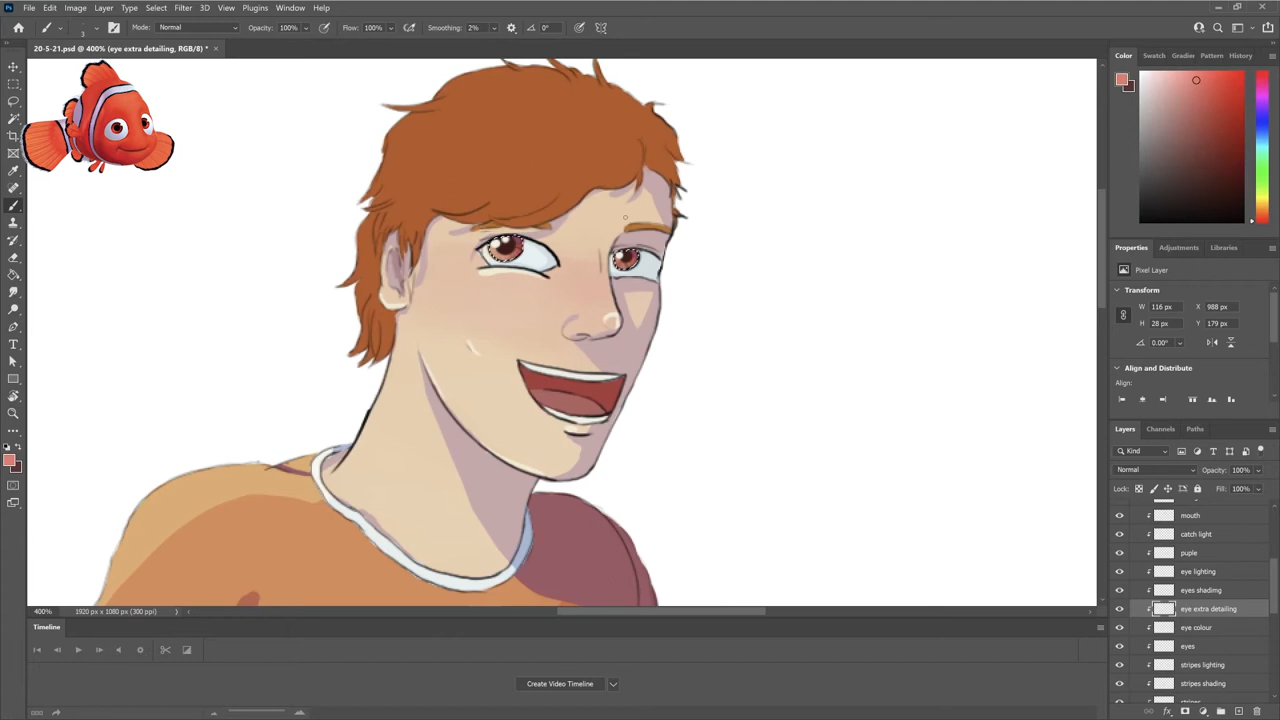 File Edit Image Layer Type Select Filter 3D View Plugins Window Help
3 Mode: Normal Opacity: 100% Flow: 100% Smoothing: 2% 0°
20-5-21.psd @ 400% (eye extra detailing, RGB/8) *
Color Swatch Gradier Pattern History
Properties Adjustments Libraries
Pixel Layer
Transform
W 116 px X 988 px
H 28 px Y 179 px
0.00°
Align and Distribute
Align:
Layers Channels Paths
Kind
Normal Opacity: 100%
Lock: Fill: 100%
mouth
catch light
puple
eye lighting
eyes shadimg
eye extra detailing
eye colour
eyes
stripes lighting
stripes shading
400% 1920 px x 1080 px (300 ppi)
Timeline
Create Video Timeline